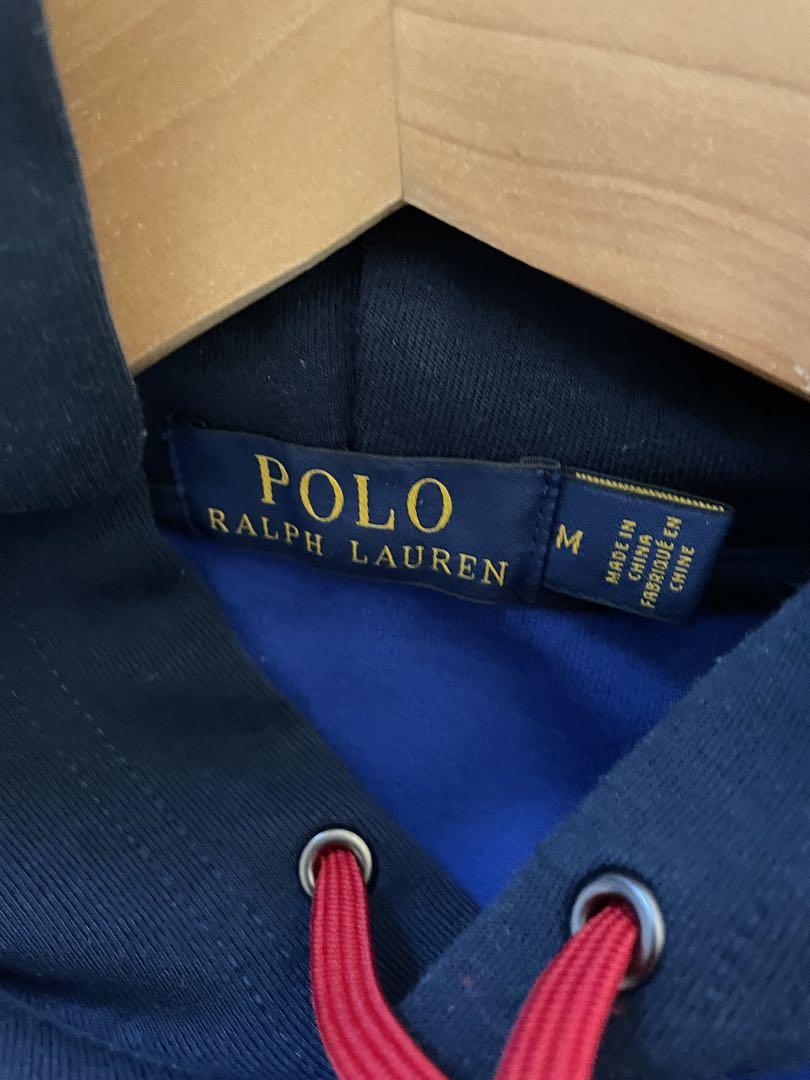 POLO
RALPH LAUREN
M
MADE IN
CHINA
FABRIQUÉ EN
CHINE